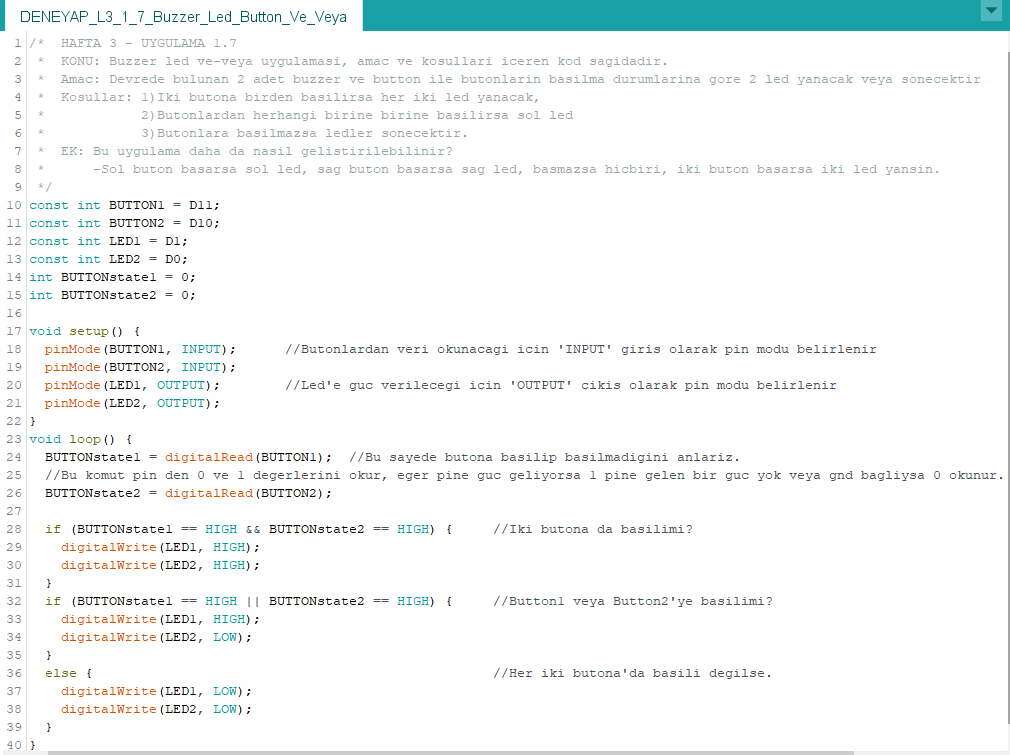 DENEYAP_L3_1_7_Buzzer_Led_Button_Ve_Veya
1 /*  HAFTA 3 - UYGULAMA 1.7
2  *  KONU: Buzzer led ve-veya uygulamasi, amac ve kosullari iceren kod sagidadir.
3  *  Amac: Devrede bulunan 2 adet buzzer ve button ile butonlarin basilma durumlarina gore 2 led yanacak veya sonecektir
4  *  Kosullar: 1)Iki butona birden basilirsa her iki led yanacak,
5  *            2)Butonlardan herhangi birine birine basilirsa sol led
6  *            3)Butonlara basilmazsa ledler sonecektir.
7  *  EK: Bu uygulama daha da nasil gelistirilebilinir?
8  *      -Sol buton basarsa sol led, sag buton basarsa sag led, basmazsa hicbiri, iki buton basarsa iki led yansin.
9  */
10 const int BUTTON1 = D11;
11 const int BUTTON2 = D10;
12 const int LED1 = D1;
13 const int LED2 = D0;
14 int BUTTONstate1 = 0;
15 int BUTTONstate2 = 0;
16
17 void setup() {
18   pinMode(BUTTON1, INPUT);      //Butonlardan veri okunacagi icin 'INPUT' giris olarak pin modu belirlenir
19   pinMode(BUTTON2, INPUT);
20   pinMode(LED1, OUTPUT);        //Led'e guc verilecegi icin 'OUTPUT' cikis olarak pin modu belirlenir
21   pinMode(LED2, OUTPUT);
22 }
23 void loop() {
24   BUTTONstate1 = digitalRead(BUTTON1);  //Bu sayede butona basilip basilmadigini anlariz.
25   //Bu komut pin den 0 ve 1 degerlerini okur, eger pine guc geliyorsa 1 pine gelen bir guc yok veya gnd bagliysa 0 okunur.
26   BUTTONstate2 = digitalRead(BUTTON2);
27
28   if (BUTTONstate1 == HIGH && BUTTONstate2 == HIGH) {     //Iki butona da basilimi?
29     digitalWrite(LED1, HIGH);
30     digitalWrite(LED2, HIGH);
31   }
32   if (BUTTONstate1 == HIGH || BUTTONstate2 == HIGH) {     //Button1 veya Button2'ye basilimi?
33     digitalWrite(LED1, HIGH);
34     digitalWrite(LED2, LOW);
35   }
36   else {                                                  //Her iki butona'da basili degilse.
37     digitalWrite(LED1, LOW);
38     digitalWrite(LED2, LOW);
39   }
40 }